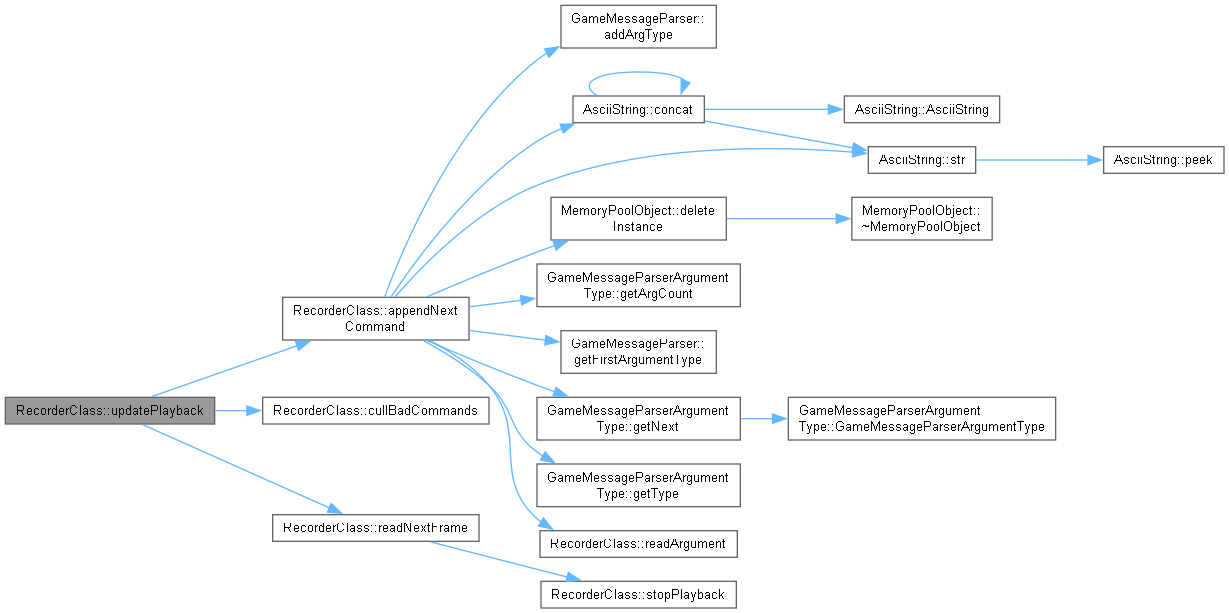 GameMessageParser::
addArgType
AsciiString::concat
AsciiString::AsciiString
AsciiString::str
AsciiString::peek
MemoryPoolObject::delete
Instance
MemoryPoolObject::
~MemoryPoolObject
GameMessageParserArgument
Type::getArgCount
RecorderClass::appendNext
Command
GameMessageParser::
getFirstArgumentType
RecorderClass::updatePlayback
RecorderClass::cullBadCommands
GameMessageParserArgument
Type::getNext
GameMessageParserArgument
Type::GameMessageParserArgumentType
GameMessageParserArgument
Type::getType
RecorderClass::readNextFrame
RecorderClass::readArgument
RecorderClass::stopPlayback